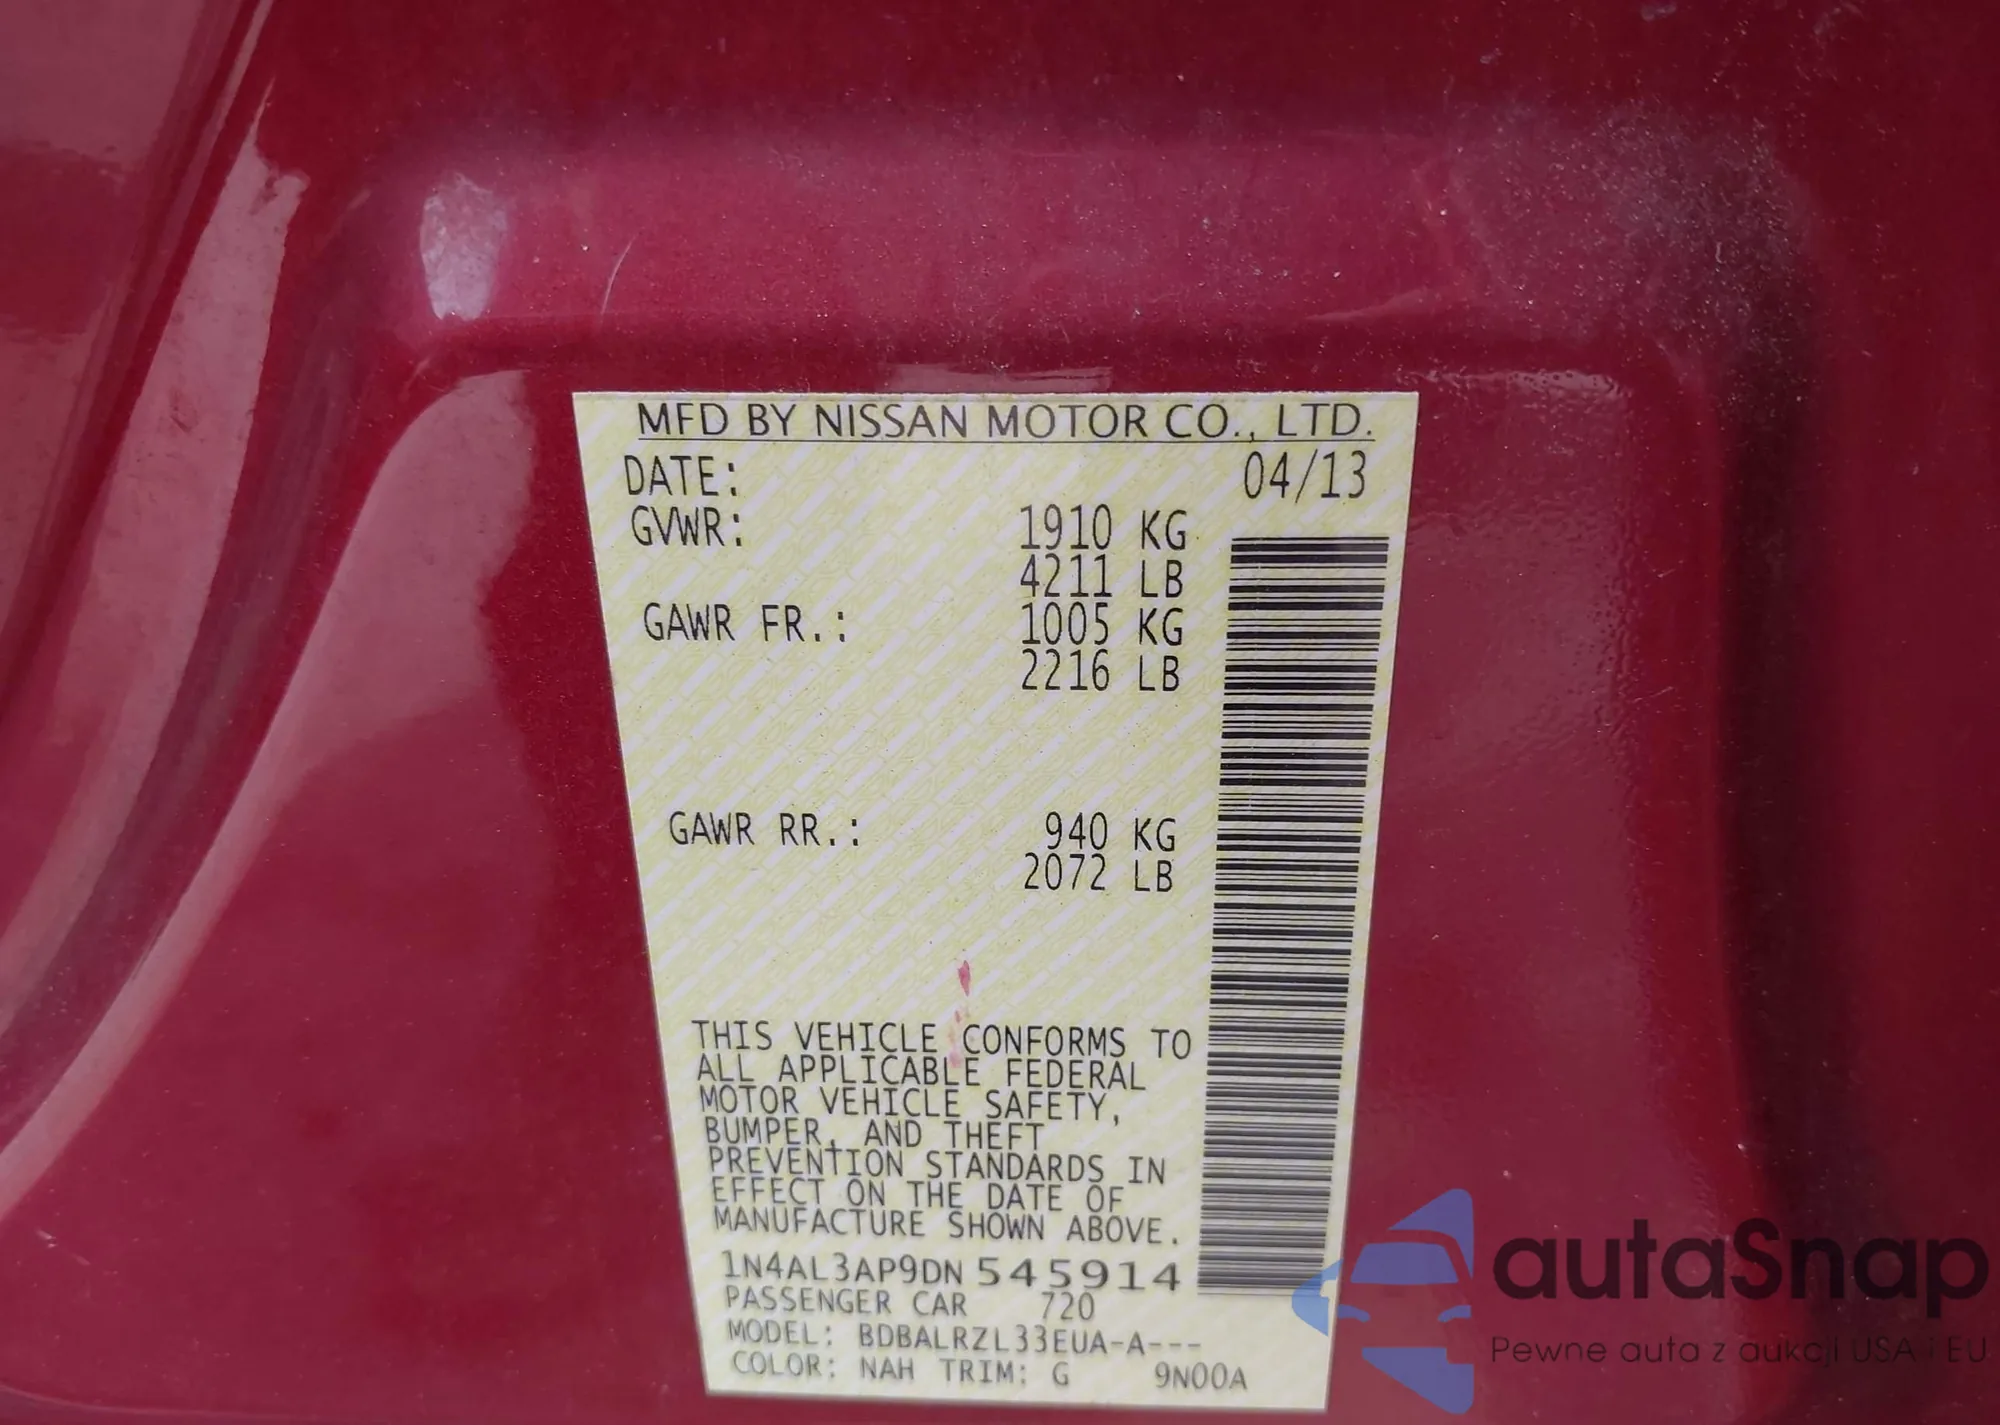 MFD BY NISSAN MOTOR CO., LTD.
DATE: 04/13
GVWR: 1910 KG
4211 LB
GAWR FR.: 1005 KG
2216 LB
GAWR RR.: 940 KG
2072 LB
THIS VEHICLE CONFORMS TO
ALL APPLICABLE FEDERAL
MOTOR VEHICLE SAFETY,
BUMPER, AND THEFT
PREVENTION STANDARDS IN
EFFECT ON THE DATE OF
MANUFACTURE SHOWN ABOVE.
1N4AL3AP9DN545914
PASSENGER CAR 720
MODEL: BDBALRZL33EUA-A---
COLOR: NAH TRIM: G 9N00A
autaSnap
Pewne auta z aukcji USA i EU